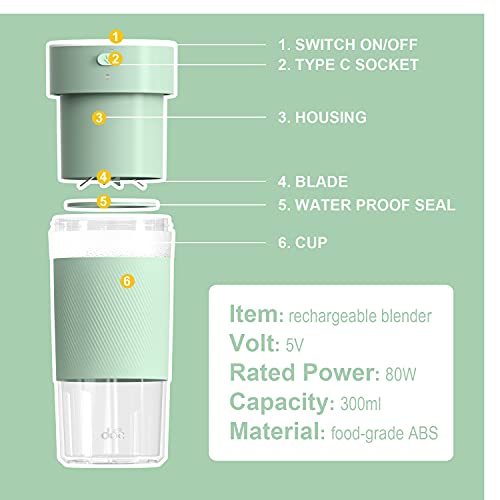 1
1. SWITCH ON/OFF
2
2. TYPE C SOCKET
3
3. HOUSING
4
4. BLADE
5
5. WATER PROOF SEAL
6. CUP
6
Item: rechargeable blender
Volt: 5V
Rated Power: 80W
Capacity: 300ml
Material: food-grade ABS